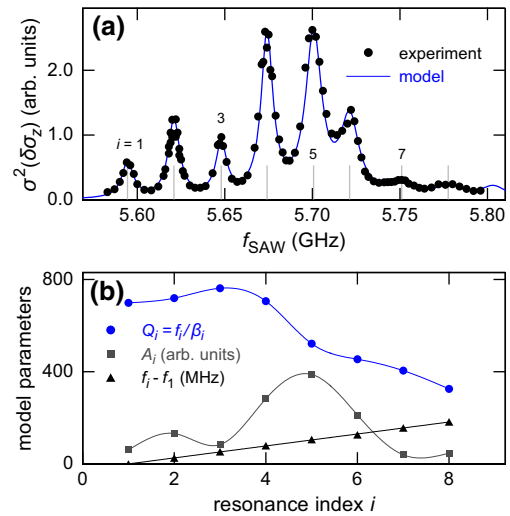 (a)
experiment
model
i = 1
3
5
7
2.0
1.0
0.0
σ²(δσz) (arb. units)
5.60 5.65 5.70 5.75 5.80
fSAW (GHz)
(b)
800
400
0
model parameters
Qi = fi/βi
Ai (arb. units)
fi - f1 (MHz)
0 2 4 6 8
resonance index i